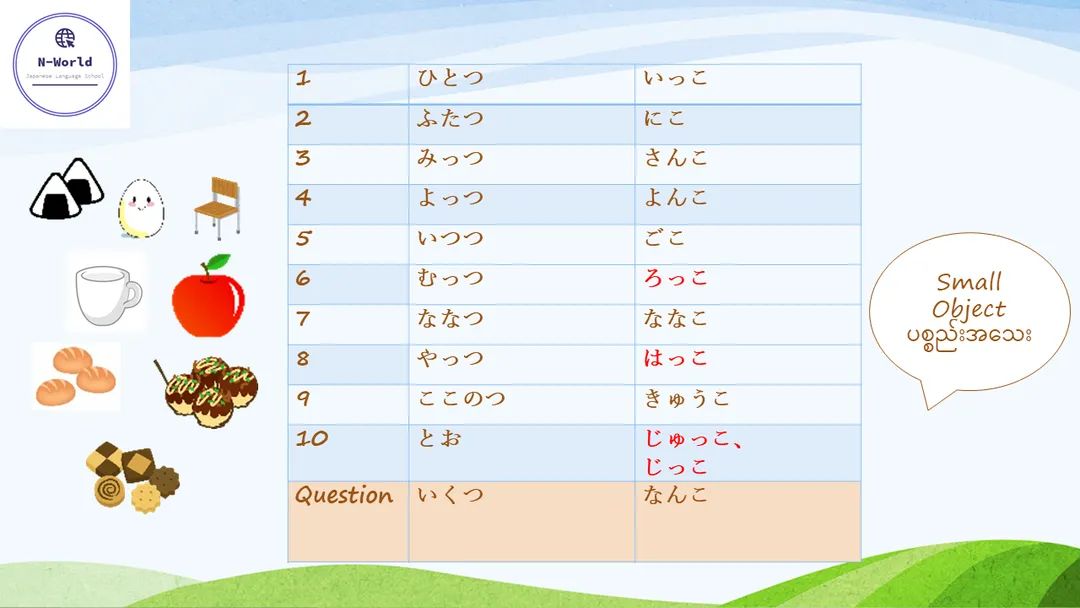 N-World
Japanese Language School
1 ひとつ いっこ
2 ふたつ にこ
3 みっつ さんこ
4 よっつ よんこ
5 いつつ ごこ
6 むっつ ろっこ
7 ななつ ななこ
8 やっつ はっこ
9 ここのつ きゅうこ
10 とお じゅっこ、
じっこ
Question いくつ なんこ
Small
Object
ပစ္စည်းအသေး